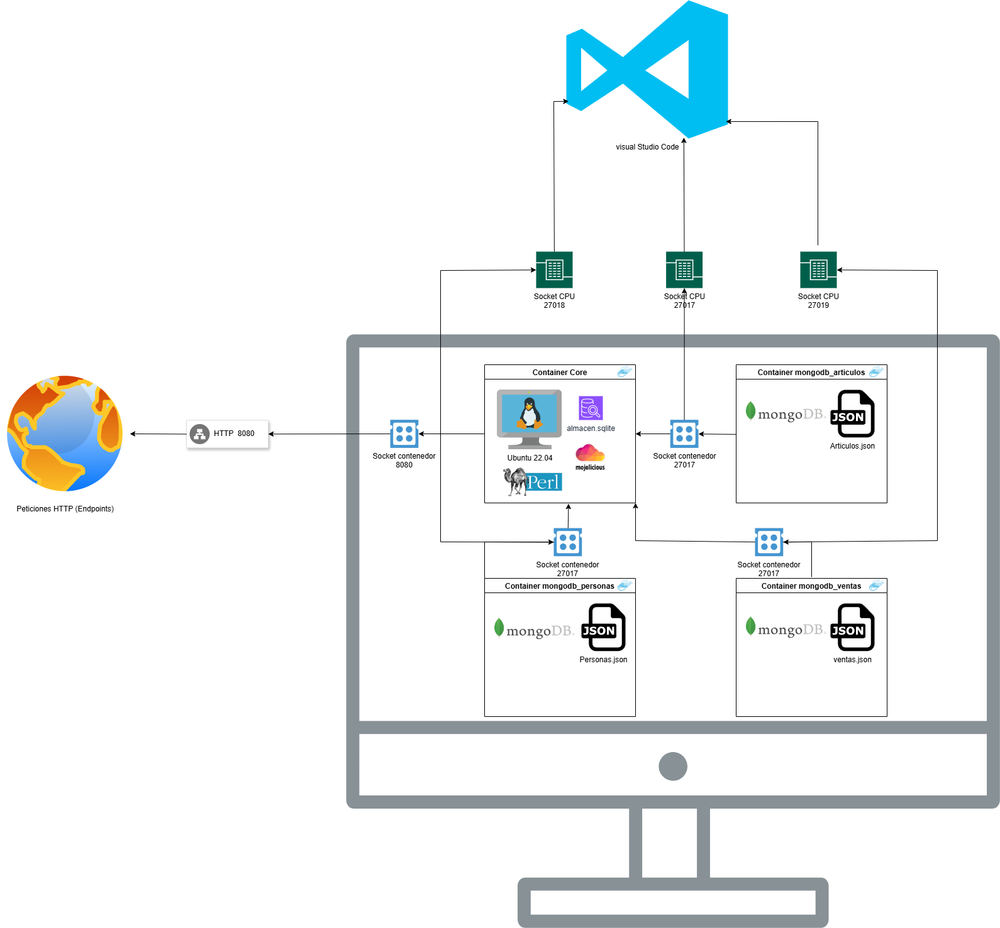 visual Studio Code
Socket CPU
27018
Socket CPU
27017
Socket CPU
27019
Container Core
almacen.sqlite
Ubuntu 22.04
mojolicious
Perl
Container mongodb_articulos
mongoDB
JSON
Articulos.json
HTTP 8080
Socket contenedor
8080
Socket contenedor
27017
Peticiones HTTP (Endpoints)
Socket contenedor
27017
Socket contenedor
27017
Container mongodb_personas
mongoDB
JSON
Personas.json
Container mongodb_ventas
mongoDB
JSON
ventas.json